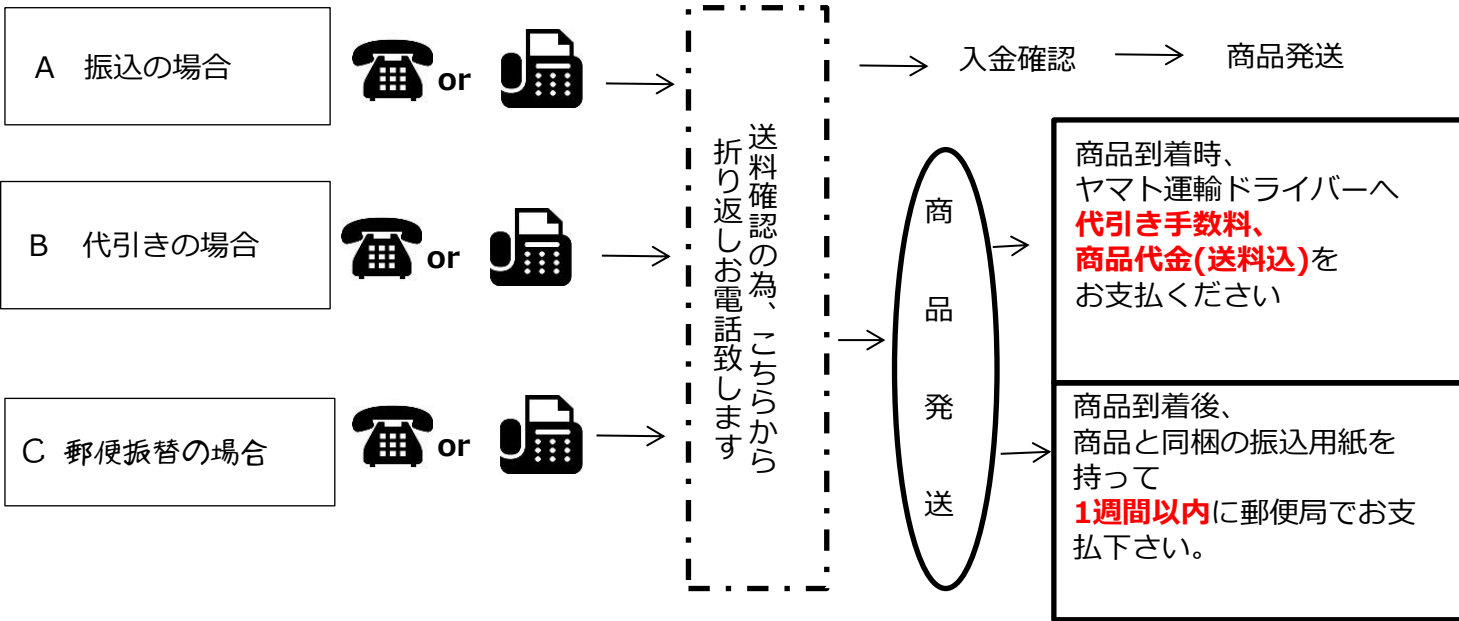 A 振込の場合
or
入金確認
商品発送
B 代引きの場合
or
C 郵便振替の場合
or
送料確認の為、こちらから
折り返しお電話致します
商品発送
商品到着時、
ヤマト運輸ドライバーへ
代引き手数料、
商品代金(送料込)を
お支払ください
商品到着後、
商品と同梱の振込用紙を
持って
1週間以内に郵便局でお支
払下さい。